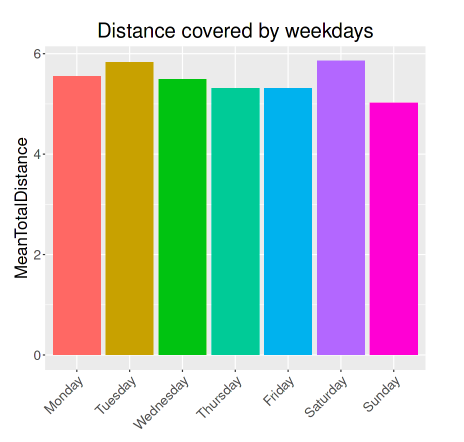 Distance covered by weekdays
MeanTotalDistance
6
4
2
0
Monday
Tuesday
Wednesday
Thursday
Friday
Saturday
Sunday